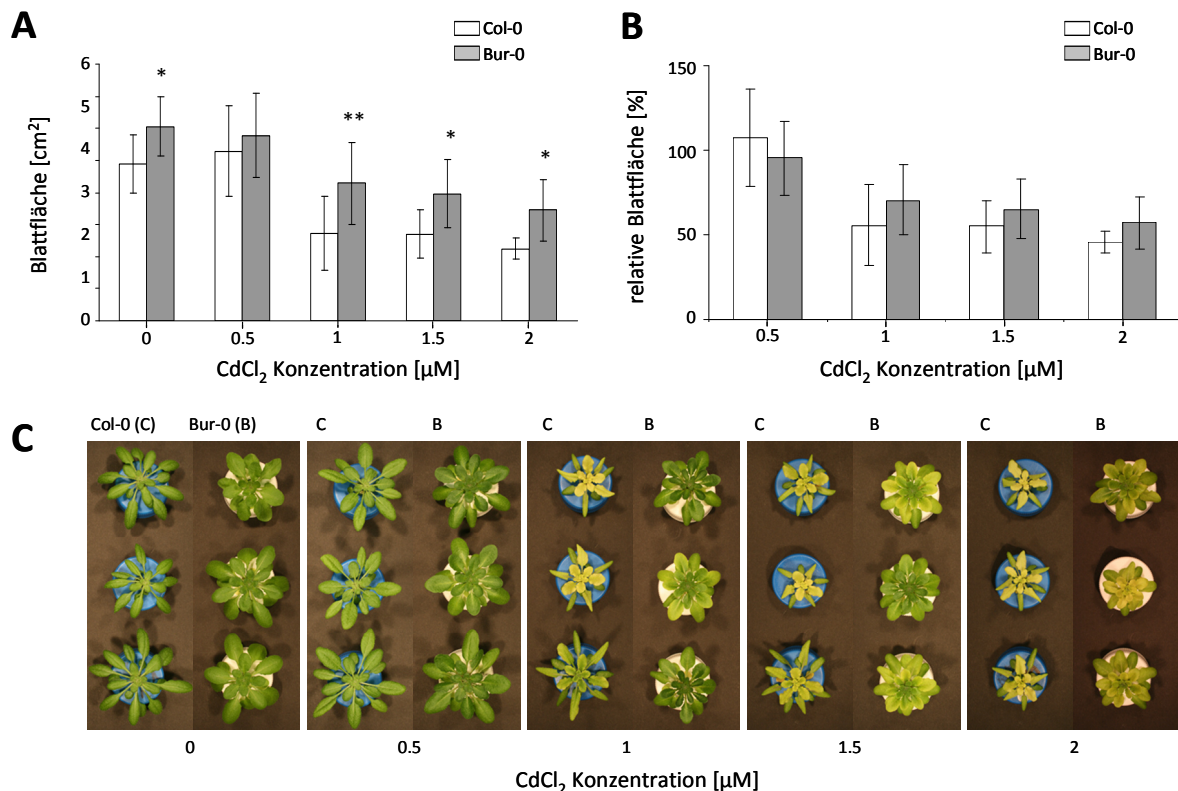 A
Col-0
Bur-0
6
5
4
3
2
1
0
Blattfläche [cm²]
*
**
*
*
0 0.5 1 1.5 2
CdCl₂ Konzentration [µM]
B
Col-0
Bur-0
150
100
50
0
relative Blattfläche [%]
0.5 1 1.5 2
CdCl₂ Konzentration [µM]
C
Col-0 (C) Bur-0 (B) C B C B C B C B
0 0.5 1 1.5 2
CdCl₂ Konzentration [µM]